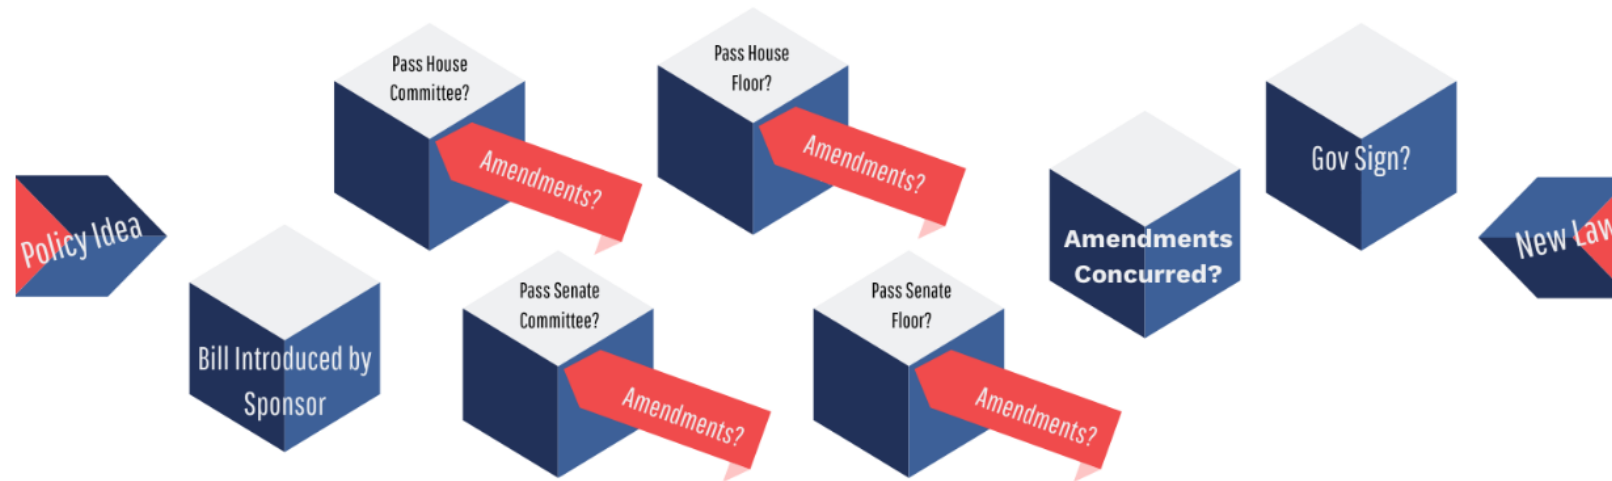 Policy Idea
Bill Introduced by
Sponsor
Pass House
Committee?
Amendments?
Pass Senate
Committee?
Amendments?
Pass House
Floor?
Amendments?
Pass Senate
Floor?
Amendments?
Amendments
Concurred?
Gov Sign?
New Law